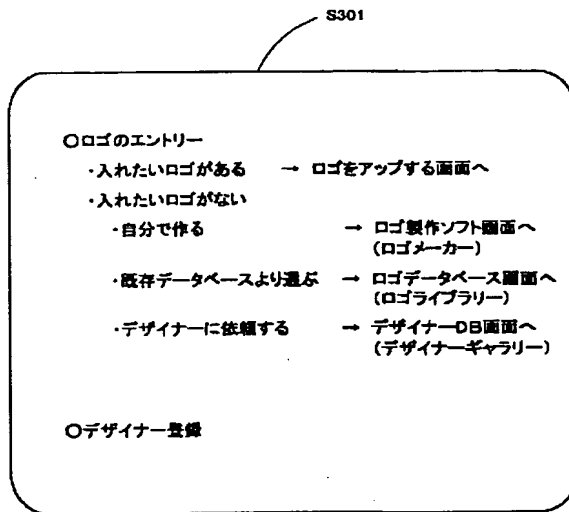 S301
○ロゴのエントリー
・入れたいロゴがある → ロゴをアップする画面へ
・入れたいロゴがない
・自分で作る → ロゴ製作ソフト画面へ
(ロゴメーカー)
・既存データベースより選ぶ → ロゴデータベース画面へ
(ロゴライブラリー)
・デザイナーに依頼する → デザイナーDB画面へ
(デザイナーギャラリー)
○デザイナー登録